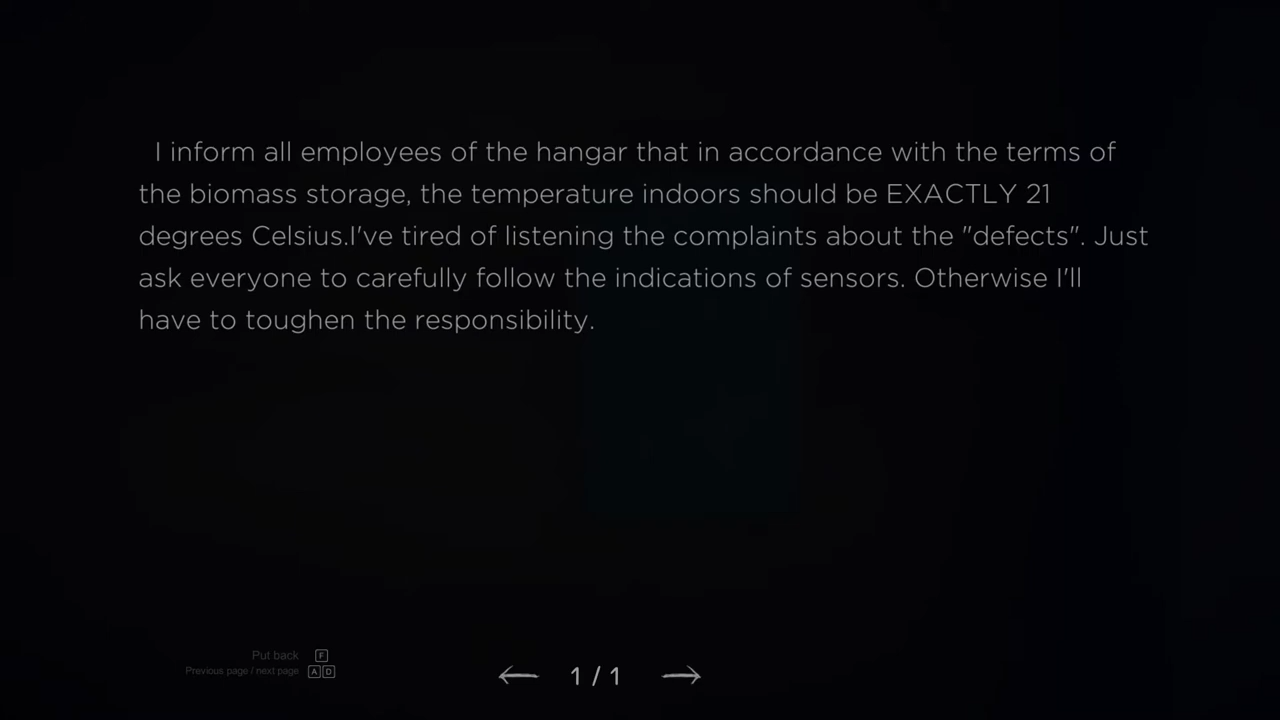 I inform all employees of the hangar that in accordance with the terms of
the biomass storage, the temperature indoors should be EXACTLY 21
degrees Celsius.I've tired of listening the complaints about the "defects". Just
ask everyone to carefully follow the indications of sensors. Otherwise I'll
have to toughen the responsibility.
Put back F
Previous page / next page A D
1 / 1